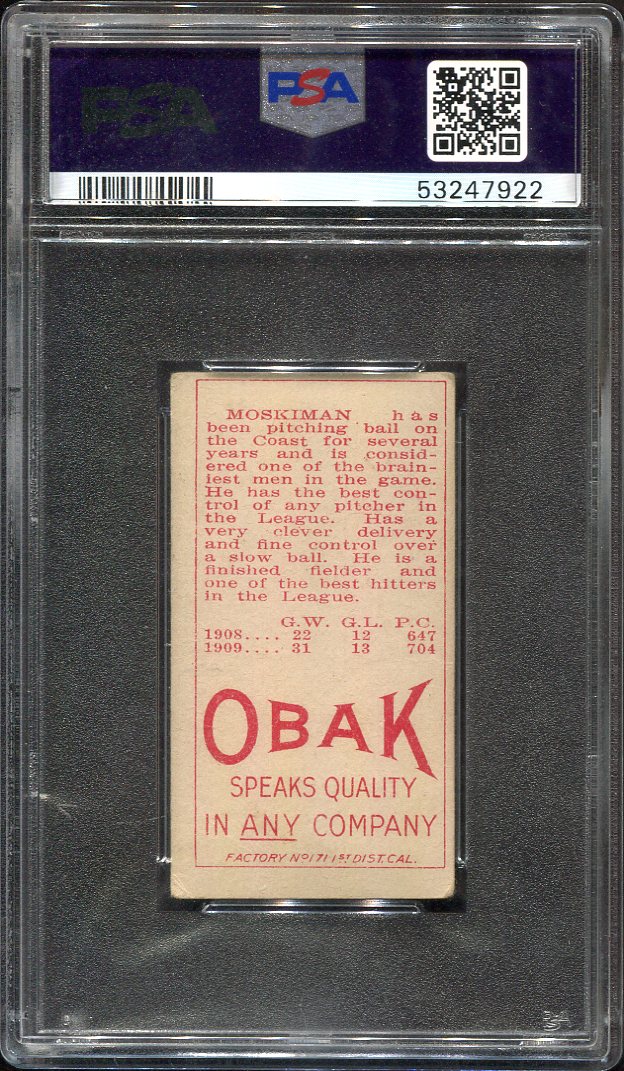 PSA
PSA
53247922
MOSKIMAN has
been pitching ball on
the Coast for several
years and is consid-
ered one of the brain-
iest men in the game.
He has the best con-
trol of any pitcher in
the League. Has a
very clever delivery
and fine control over
a slow ball. He is a
finished fielder and
one of the best hitters
in the League.
G.W. G.L. P.C.
1908.... 22 12 647
1909.... 31 13 704
OBAK
SPEAKS QUALITY
IN ANY COMPANY
FACTORY No 171 1ST DIST. CAL.